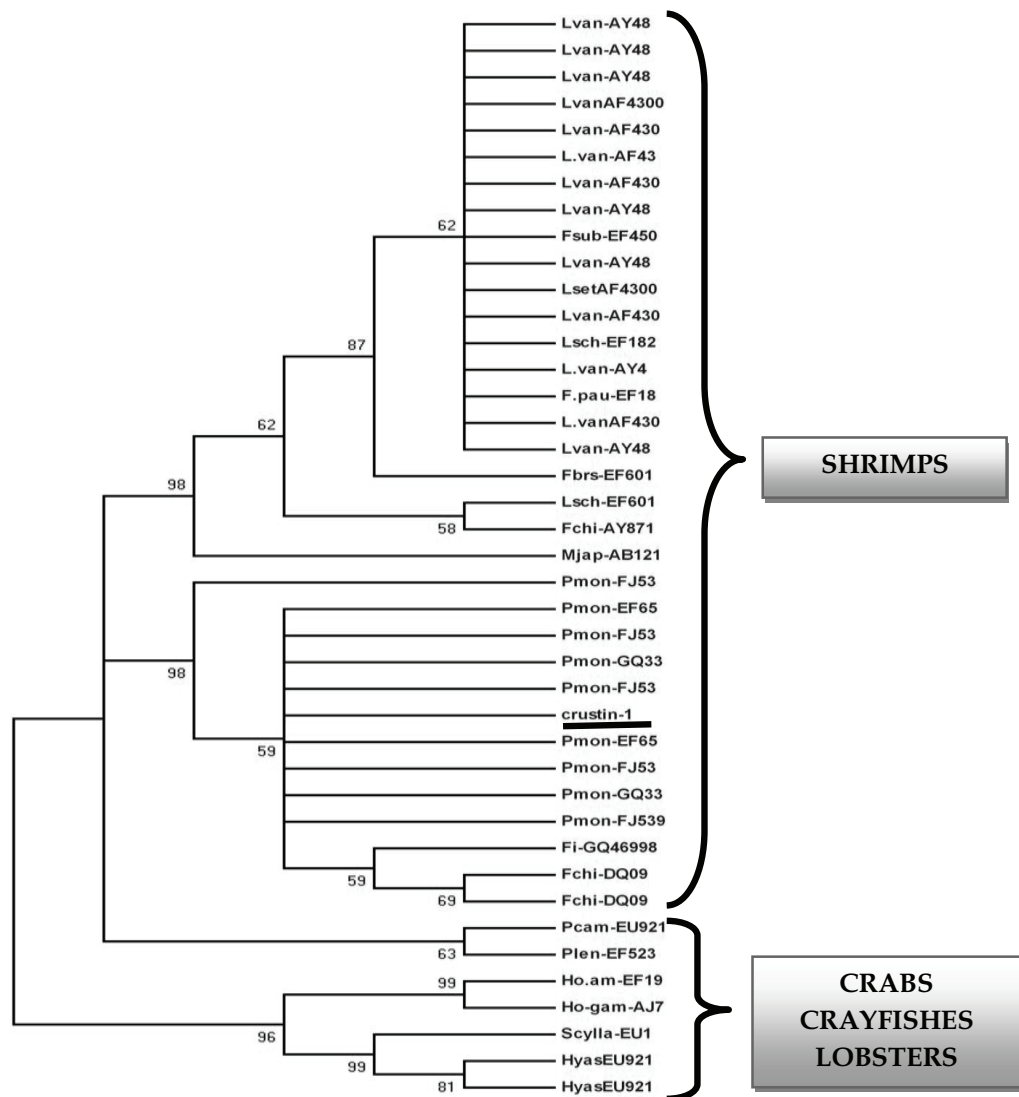 Lvan-AY48
Lvan-AY48
Lvan-AY48
LvanAF4300
Lvan-AF430
L.van-AF43
Lvan-AF430
Lvan-AY48
62
Fsub-EF450
Lvan-AY48
LsetAF4300
Lvan-AF430
87
Lsch-EF182
L.van-AY4
F.pau-EF18
62
L.vanAF430
Lvan-AY48
SHRIMPS
Fbrs-EF601
98
Lsch-EF601
58
Fchi-AY871
Mjap-AB121
Pmon-FJ53
Pmon-EF65
Pmon-FJ53
98
Pmon-GQ33
Pmon-FJ53
crustin-1
59
Pmon-EF65
Pmon-FJ53
Pmon-GQ33
Pmon-FJ539
Fi-GQ46998
59
Fchi-DQ09
69
Fchi-DQ09
Pcam-EU921
63
Plen-EF523
99
Ho.am-EF19
Ho-gam-AJ7
96
Scylla-EU1
99
HyasEU921
81
HyasEU921
CRABS
CRAYFISHES
LOBSTERS